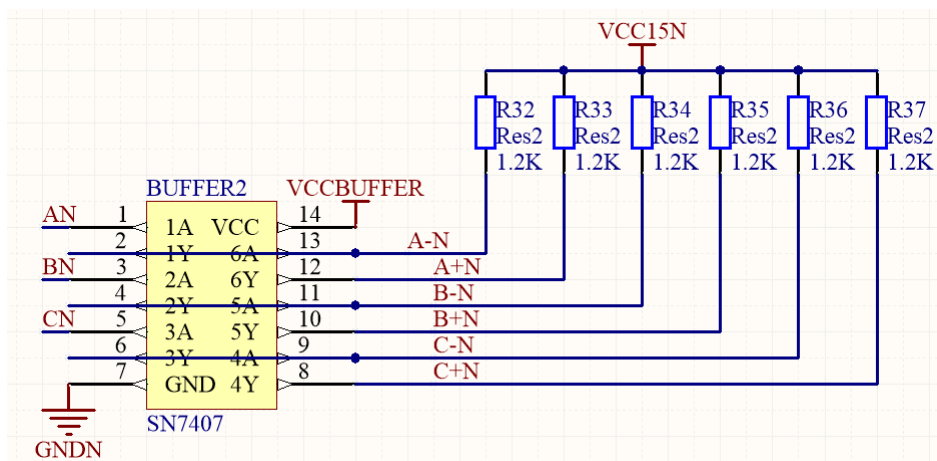 VCC15N
R32 R33 R34 R35 R36 R37
Res2 Res2 Res2 Res2 Res2 Res2
1.2K 1.2K 1.2K 1.2K 1.2K 1.2K
BUFFER2 VCCBUFFER
AN 1 1A VCC 14
2 1Y 6A 13 A-N
BN 3 2A 6Y 12 A+N
4 2Y 5A 11 B-N
CN 5 3A 5Y 10 B+N
6 3Y 4A 9 C-N
7 GND 4Y 8 C+N
SN7407
GNDN